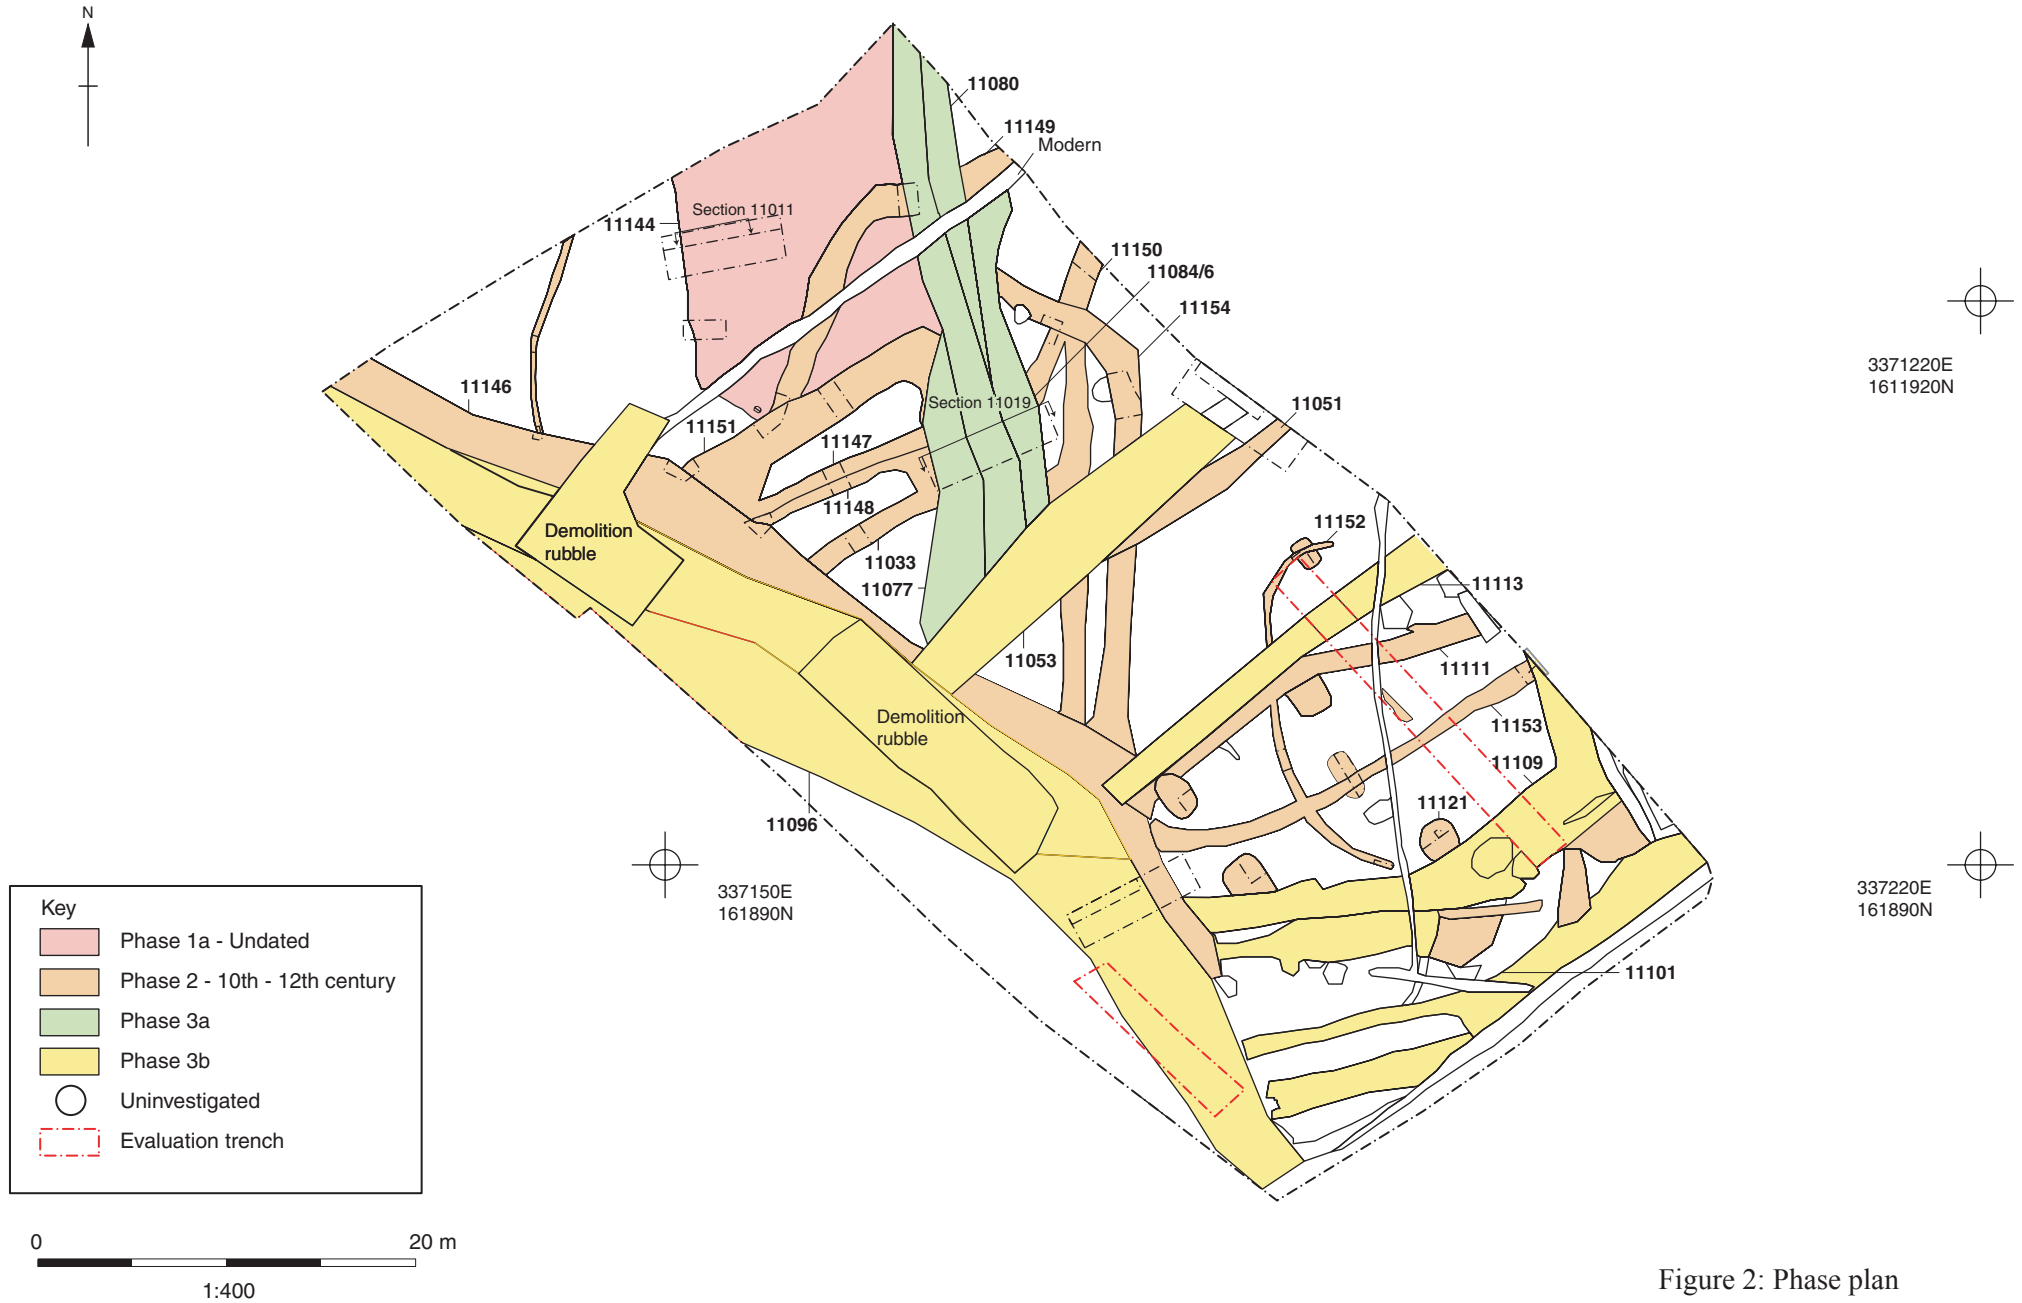 N
11080
11149
Modern
Section 11011
11144
11150
11084/6
11154
3371220E
1611920N
11146
11151
Section 11019
11051
11147
11148
11152
Demolition
rubble
11033
11077
11113
11053
11111
Demolition
rubble
11153
11109
11121
11096
337150E
161890N
337220E
161890N
11101
Key
Phase 1a - Undated
Phase 2 - 10th - 12th century
Phase 3a
Phase 3b
Uninvestigated
Evaluation trench
0 20 m
1:400
Figure 2: Phase plan